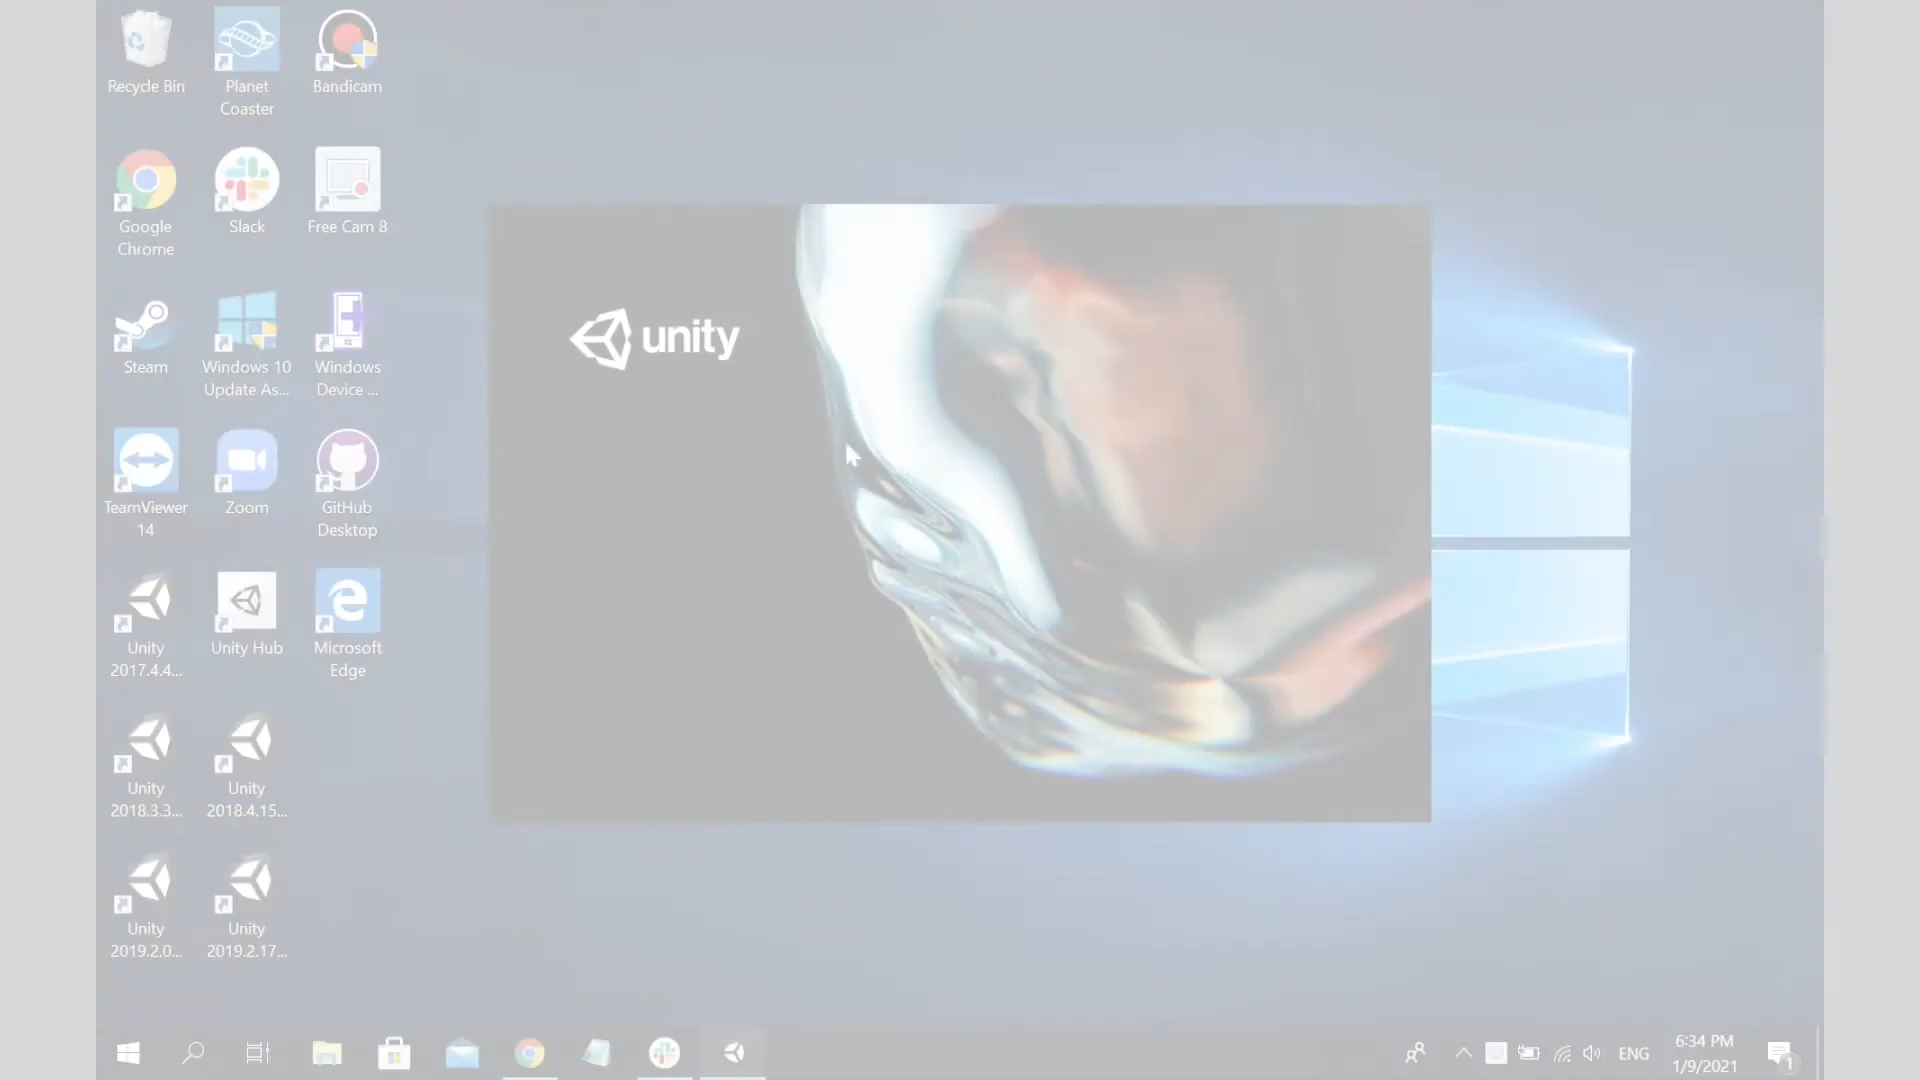 Recycle Bin
Planet
Coaster
Bandicam
Google
Chrome
Slack
Free Cam 8
Steam
Windows 10
Update As...
Windows
Device ...
TeamViewer
14
Zoom
GitHub
Desktop
Unity
2017.4.4...
Unity Hub
Microsoft
Edge
Unity
2018.3.3...
Unity
2018.4.15...
Unity
2019.2.0...
Unity
2019.2.17...
unity
ENG
6:34 PM
1/9/2021
1